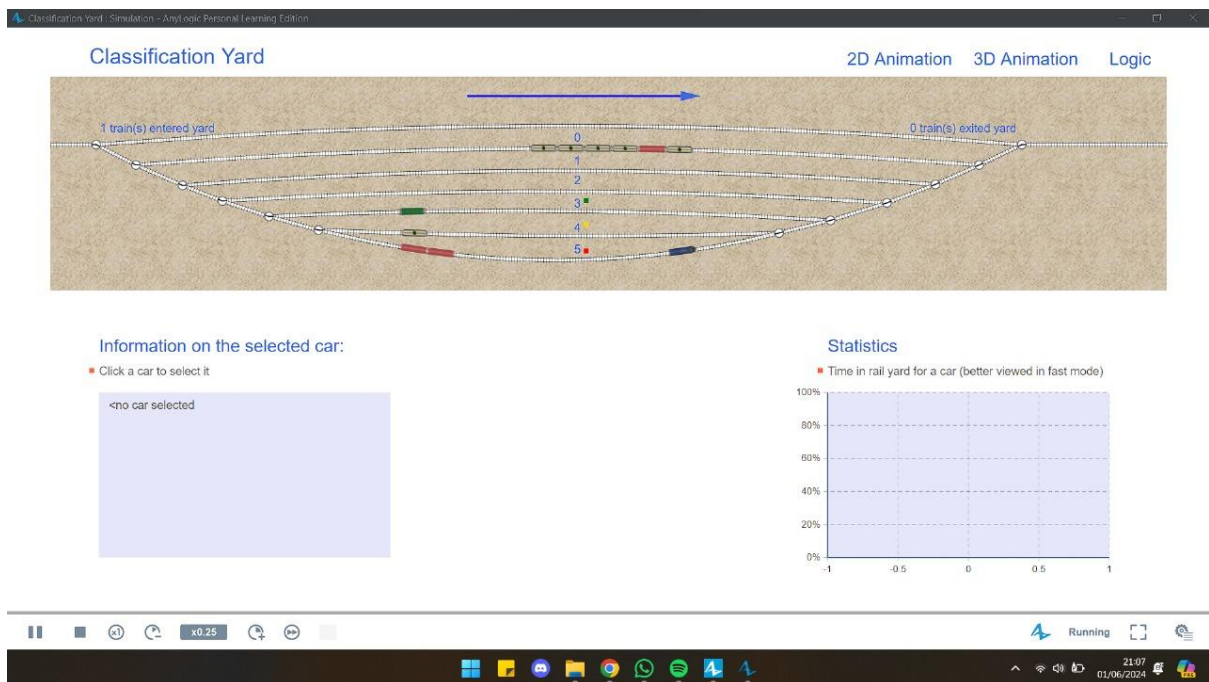 Classification Yard : Simulation - AnyLogic Personal Learning Edition
Classification Yard
2D Animation 3D Animation Logic
1 train(s) entered yard
0 train(s) exited yard
0
1
2
3
4
5
Information on the selected car:
Click a car to select it
<no car selected
Statistics
Time in rail yard for a car (better viewed in fast mode)
100%
80%
60%
40%
20%
0%
-1 -0.5 0 0.5 1
x1 x0.25 Running
21:07
01/06/2024